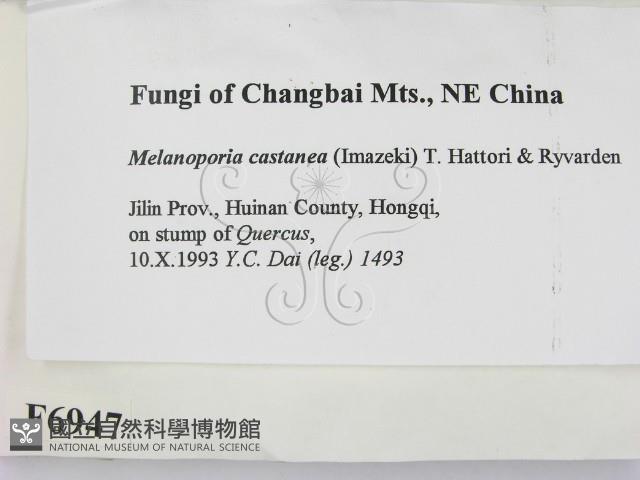 Fungi of Changbai Mts., NE China
Melanoporia castanea (Imazeki) T. Hattori & Ryvarden
Jilin Prov., Huinan County, Hongqi,
on stump of Quercus,
10.X.1993 Y.C. Dai (leg.) 1493
F6947
國立自然科學博物館
NATIONAL MUSEUM OF NATURAL SCIENCE